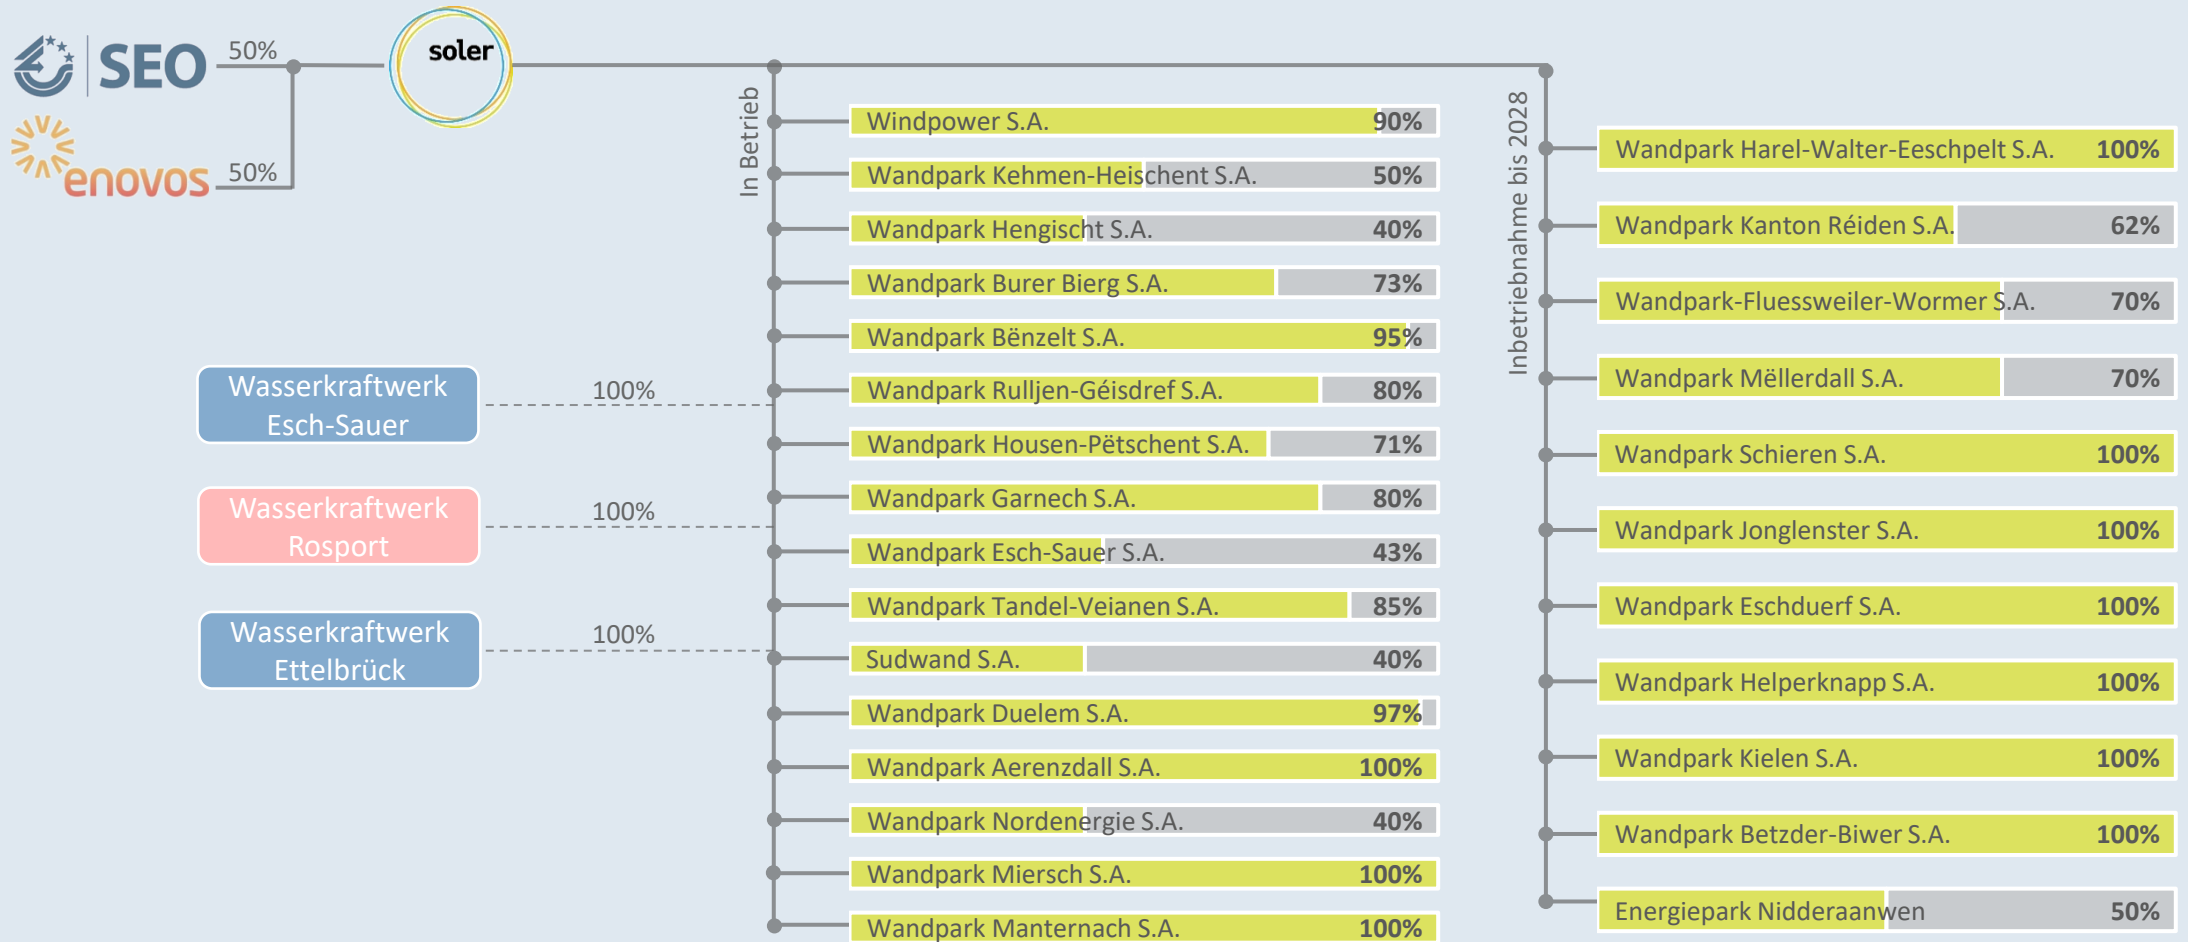 SEO
50%
enovos
50%
soler
In Betrieb
Windpower S.A. 90%
Wandpark Kehmen-Heischent S.A. 50%
Wandpark Hengischt S.A. 40%
Wandpark Burer Bierg S.A. 73%
Wandpark Bënzelt S.A. 95%
Wandpark Rulljen-Géisdref S.A. 80%
Wandpark Housen-Pëtschent S.A. 71%
Wandpark Garnech S.A. 80%
Wandpark Esch-Sauer S.A. 43%
Wandpark Tandel-Veianen S.A. 85%
Sudwand S.A. 40%
Wandpark Duelem S.A. 97%
Wandpark Aerenzdall S.A. 100%
Wandpark Nordenergie S.A. 40%
Wandpark Miersch S.A. 100%
Wandpark Manternach S.A. 100%
Wasserkraftwerk
Esch-Sauer
100%
Wasserkraftwerk
Rosport
100%
Wasserkraftwerk
Ettelbrück
100%
Inbetriebnahme bis 2028
Wandpark Harel-Walter-Eeschpelt S.A. 100%
Wandpark Kanton Réiden S.A. 62%
Wandpark-Fluessweiler-Wormer S.A. 70%
Wandpark Mëllerdall S.A. 70%
Wandpark Schieren S.A. 100%
Wandpark Jonglenster S.A. 100%
Wandpark Eschduerf S.A. 100%
Wandpark Helperknapp S.A. 100%
Wandpark Kielen S.A. 100%
Wandpark Betzder-Biwer S.A. 100%
Energiepark Nidderaanwen 50%